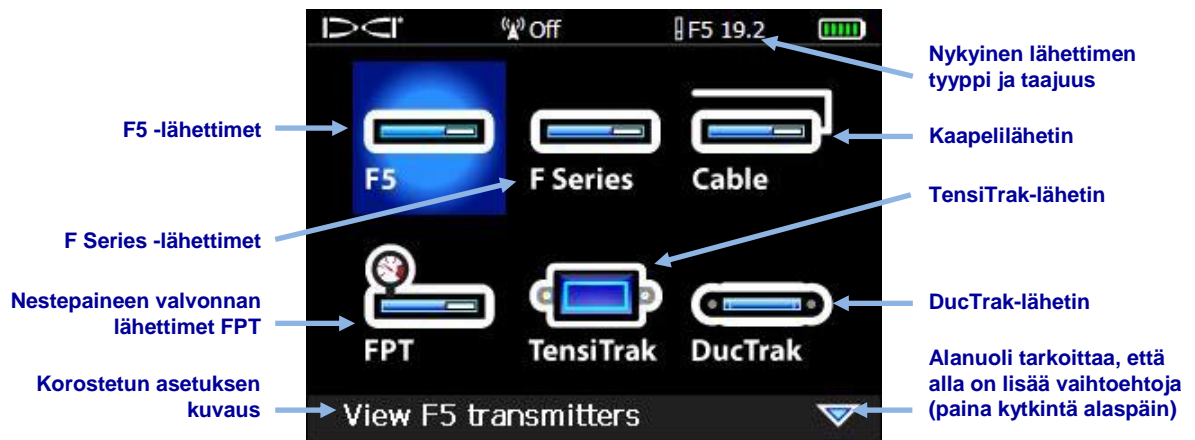 DCI
Off
F5 19.2
Nykyinen lähettimen
tyyppi ja taajuus
F5 -lähettimet
Kaapelilähetin
F5
F Series
Cable
TensiTrak-lähetin
F Series -lähettimet
Nestepaineen valvonnan
lähettimet FPT
DucTrak-lähetin
FPT
TensiTrak
DucTrak
Korostetun asetuksen
kuvaus
Alanuoli tarkoittaa, että
alla on lisää vaihtoehtoja
(paina kytkintä alaspäin)
View F5 transmitters